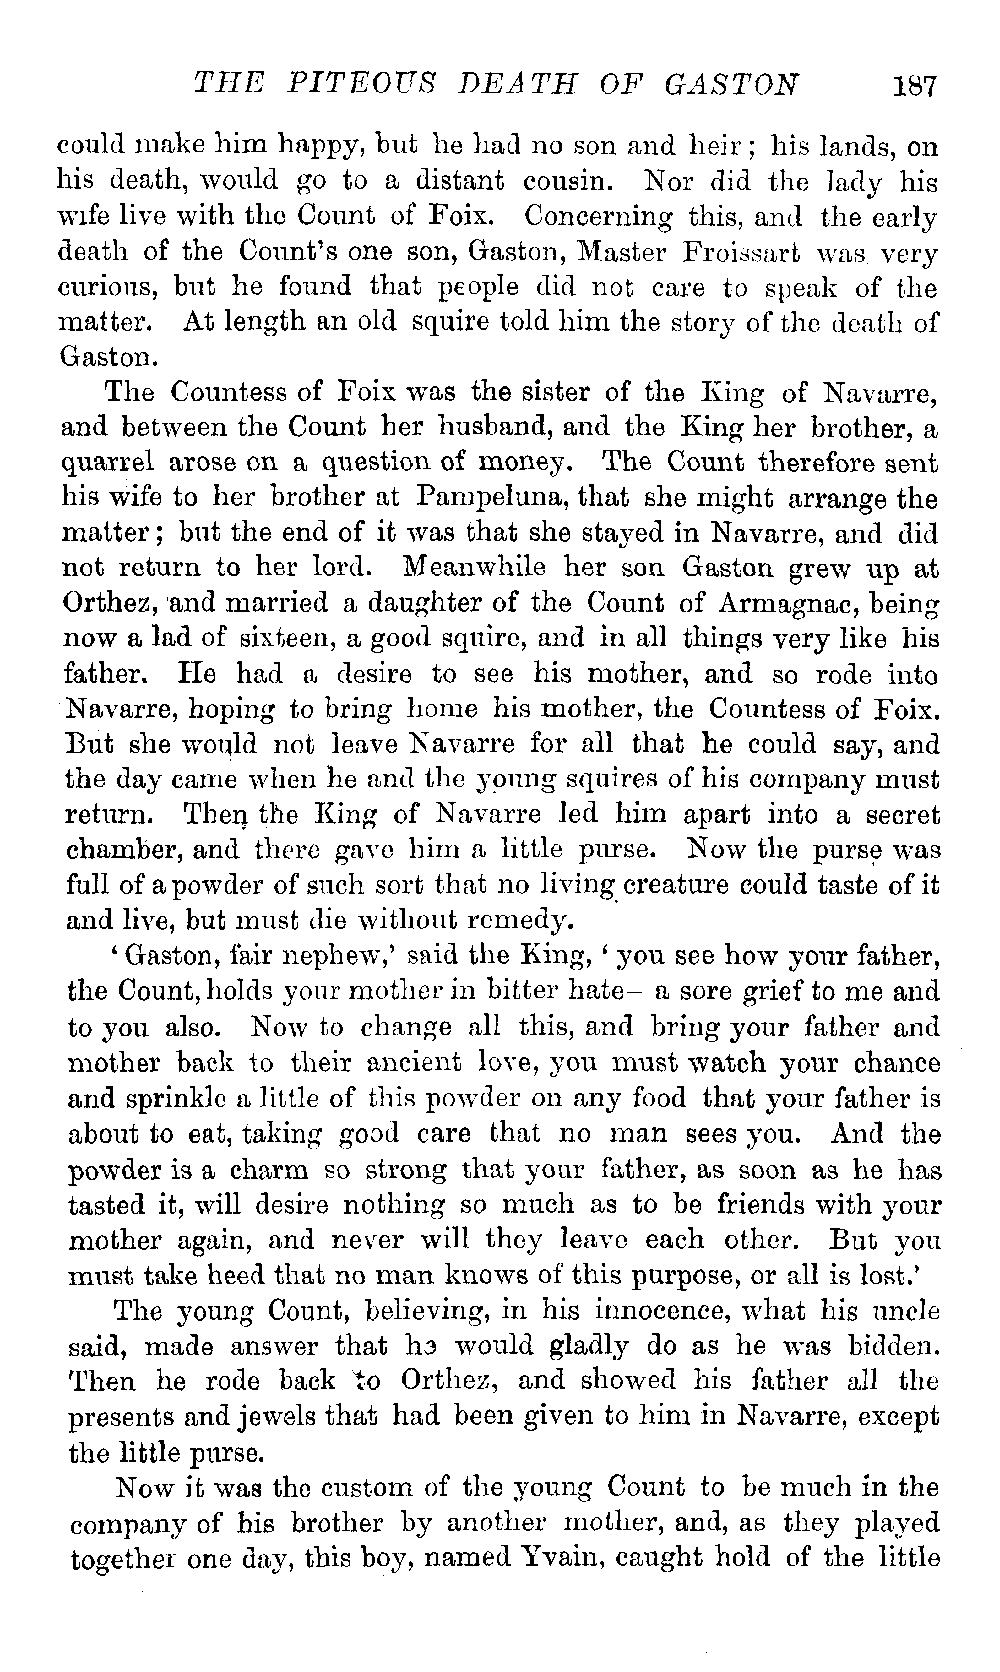 THE PITEOUS DEATH OF GASTON 187
could make him happy, but he had no son and heir; his lands, on
his death, would go to a distant cousin. Nor did the lady his
wife live with the Count of Foix. Concerning this, and the early
death of the Count's one son, Gaston, Master Froissart was very
curious, but he found that people did not care to speak of the
matter. At length an old squire told him the story of the death of
Gaston.
The Countess of Foix was the sister of the King of Navarre,
and between the Count her husband, and the King her brother, a
quarrel arose on a question of money. The Count therefore sent
his wife to her brother at Pampeluna, that she might arrange the
matter; but the end of it was that she stayed in Navarre, and did
not return to her lord. Meanwhile her son Gaston grew up at
Orthez, and married a daughter of the Count of Armagnac, being
now a lad of sixteen, a good squire, and in all things very like his
father. He had a desire to see his mother, and so rode into
Navarre, hoping to bring home his mother, the Countess of Foix.
But she would not leave Navarre for all that he could say, and
the day came when he and the young squires of his company must
return. Then the King of Navarre led him apart into a secret
chamber, and there gave him a little purse. Now the purse was
full of a powder of such sort that no living creature could taste of it
and live, but must die without remedy.
'Gaston, fair nephew,' said the King, 'you see how your father,
the Count, holds your mother in bitter hate– a sore grief to me and
to you also. Now to change all this, and bring your father and
mother back to their ancient love, you must watch your chance
and sprinkle a little of this powder on any food that your father is
about to eat, taking good care that no man sees you. And the
powder is a charm so strong that your father, as soon as he has
tasted it, will desire nothing so much as to be friends with your
mother again, and never will they leave each other. But you
must take heed that no man knows of this purpose, or all is lost.'
The young Count, believing, in his innocence, what his uncle
said, made answer that he would gladly do as he was bidden.
Then he rode back to Orthez, and showed his father all the
presents and jewels that had been given to him in Navarre, except
the little purse.
Now it was the custom of the young Count to be much in the
company of his brother by another mother, and, as they played
together one day, this boy, named Yvain, caught hold of the little